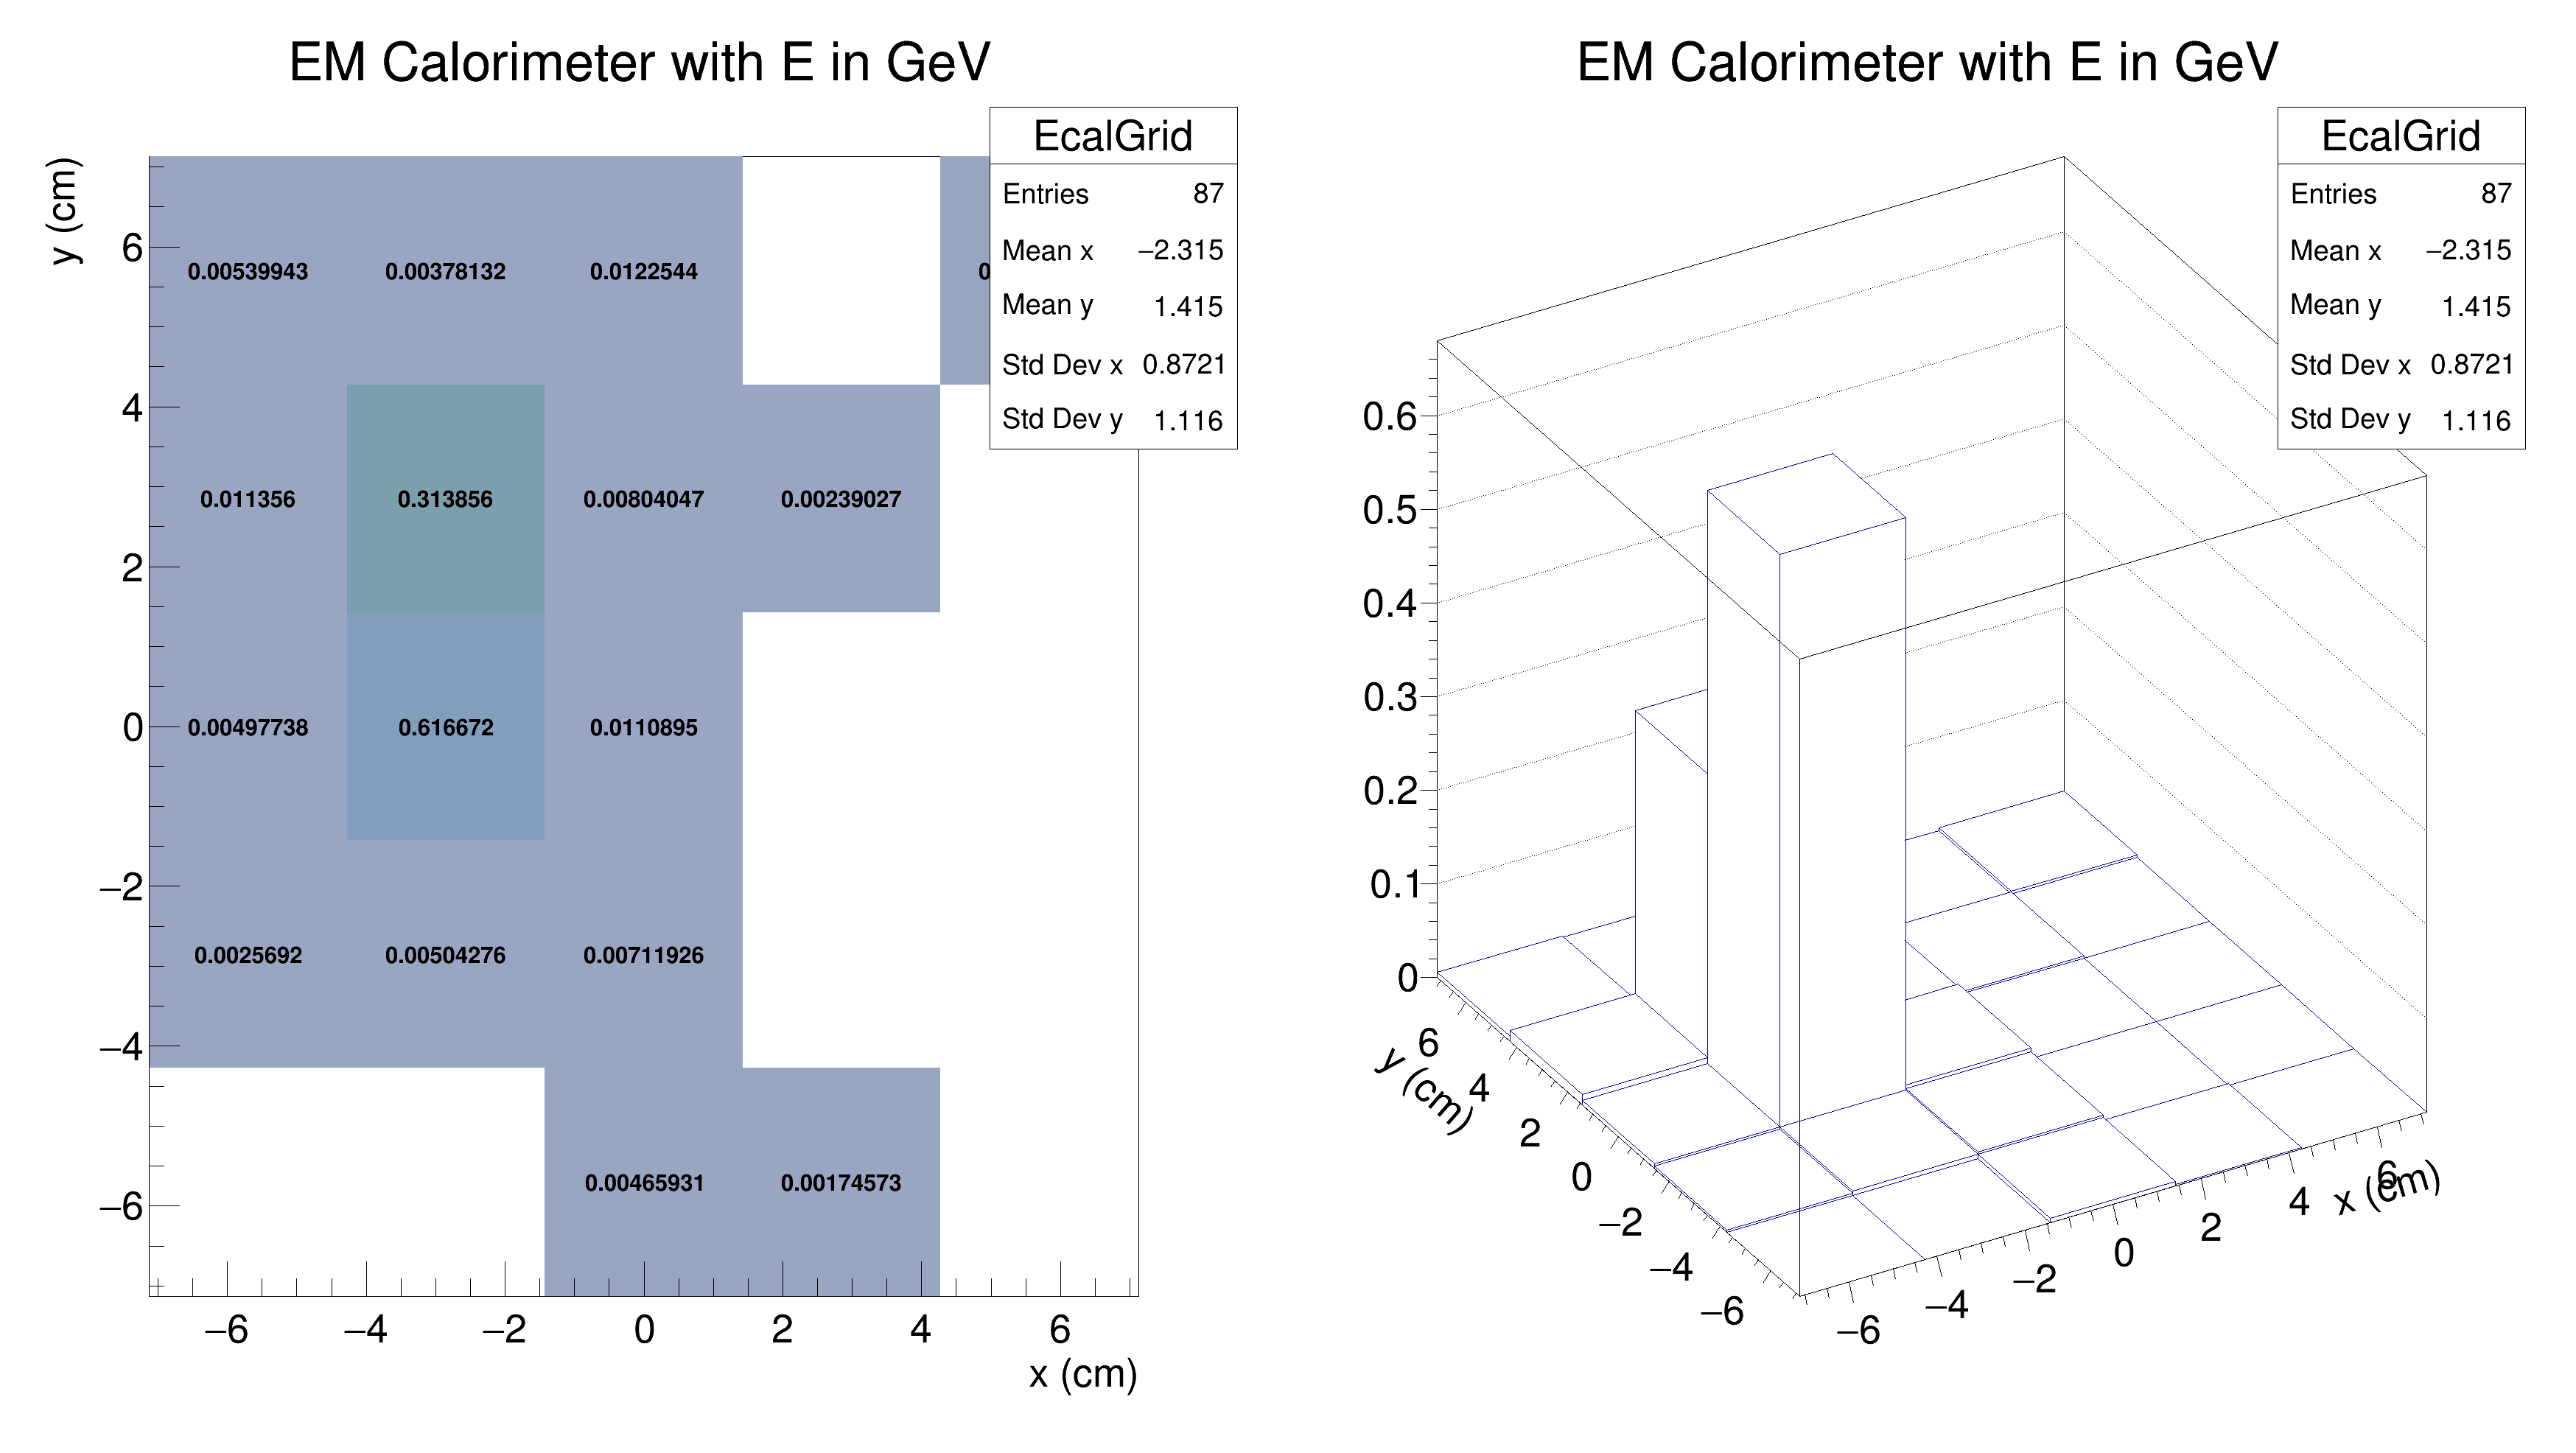 EM Calorimeter with E in GeV
EcalGrid
Entries 87
Mean x −2.315
Mean y 1.415
Std Dev x 0.8721
Std Dev y 1.116
y (cm)
6
4
2
0
−2
−4
−6
0.00539943 0.00378132 0.0122544
0.011356 0.313856 0.00804047 0.00239027
0.00497738 0.616672 0.0110895
0.0025692 0.00504276 0.00711926
0.00465931 0.00174573
−6 −4 −2 0 2 4 6
x (cm)
EM Calorimeter with E in GeV
EcalGrid
Entries 87
Mean x −2.315
Mean y 1.415
Std Dev x 0.8721
Std Dev y 1.116
0.6
0.5
0.4
0.3
0.2
0.1
0
6
4
2
0
−2
−4
−6
y (cm)
−6 −4 −2 0 2 4 6
x (cm)